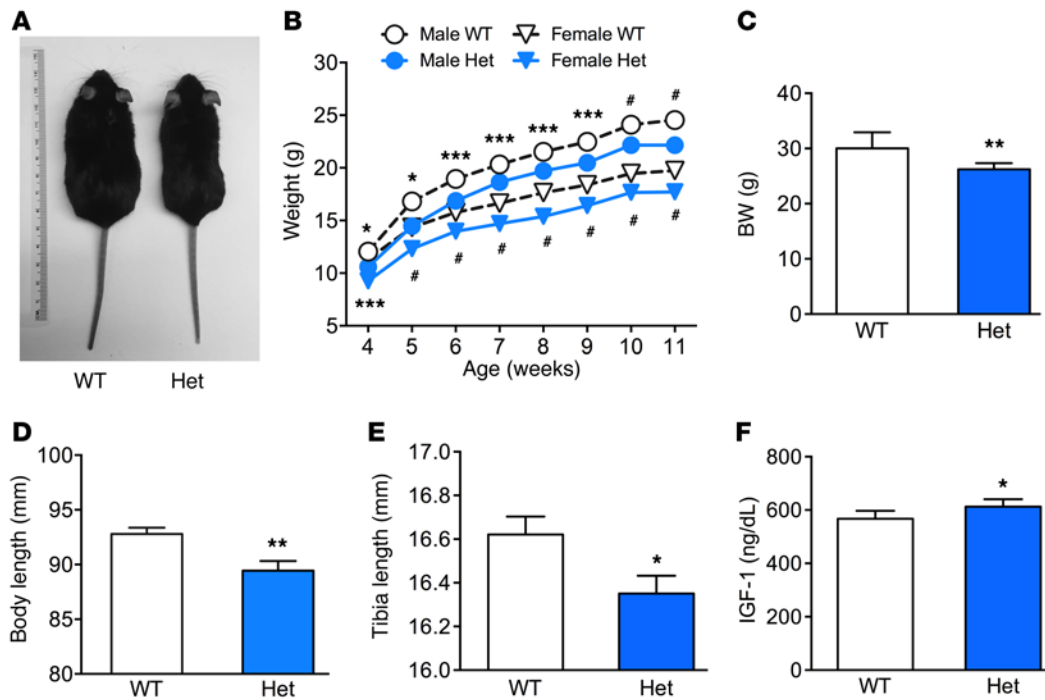 A
WT Het
B
Male WT Female WT
Male Het Female Het
Weight (g)
30
25
20
15
10
5
* * *** *** *** *** # #
*** # # # # # # #
4 5 6 7 8 9 10 11
Age (weeks)
C
BW (g)
40
30
20
10
0
**
WT Het
D
Body length (mm)
100
95
90
85
80
**
WT Het
E
Tibia length (mm)
17.0
16.8
16.6
16.4
16.2
16.0
*
WT Het
F
IGF-1 (ng/dL)
800
600
400
200
0
*
WT Het